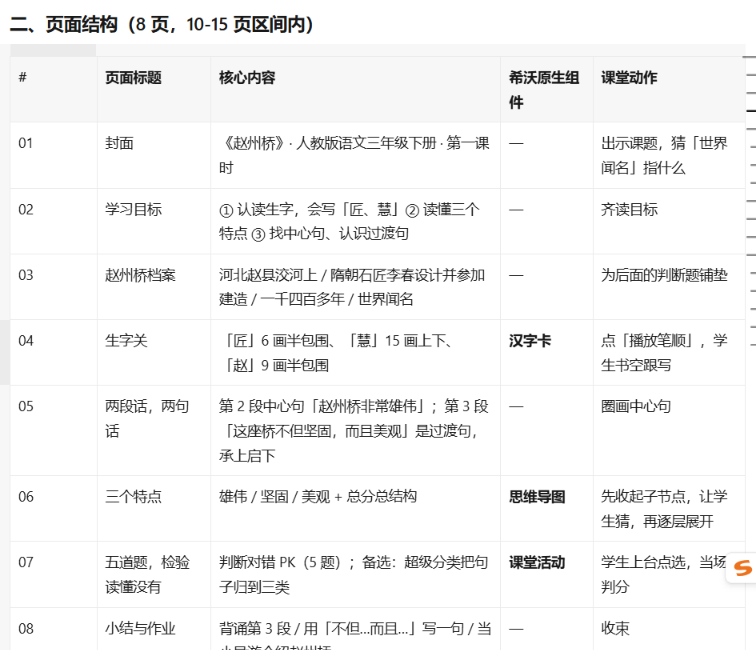 二、页面结构（8 页，10-15 页区间内）
# 页面标题 核心内容 希沃原生组件 课堂动作
01 封面 《赵州桥》· 人教版语文三年级下册 · 第一课时 — 出示课题，猜「世界闻名」指什么
02 学习目标 ① 认读生字，会写「匠、慧」② 读懂三个特点 ③ 找中心句、认识过渡句 — 齐读目标
03 赵州桥档案 河北赵县洨河上 / 隋朝石匠李春设计并参加建造 / 一千四百多年 / 世界闻名 — 为后面的判断题铺垫
04 生字关 「匠」6 画半包围、「慧」15 画上下、「赵」9 画半包围 汉字卡 点「播放笔顺」，学生书空跟写
05 两段话，两句话 第 2 段中心句「赵州桥非常雄伟」；第 3 段「这座桥不但坚固，而且美观」是过渡句，承上启下 — 圈画中心句
06 三个特点 雄伟 / 坚固 / 美观 + 总分总结构 思维导图 先收起子节点，让学生猜，再逐层展开
07 五道题，检验读懂没有 判断对错 PK（5 题）；备选：超级分类把句子归到三类 课堂活动 学生上台点选，当场判分
08 小结与作业 背诵第 3 段 / 用「不但...而且...」写一句 / 当 — 收束